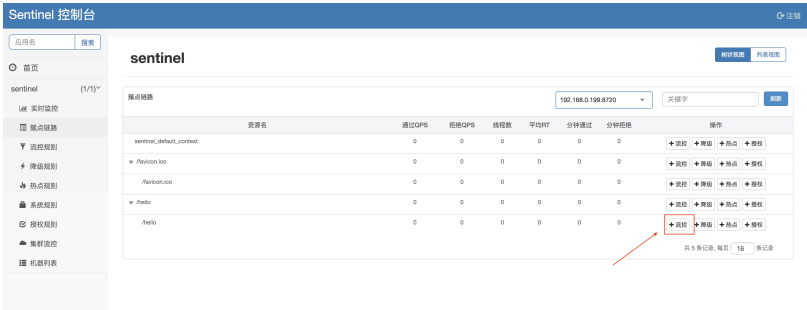 Sentinel 控制台
注销
应用名 搜索
首页
sentinel (1/1)
实时监控
簇点链路
流控规则
降级规则
热点规则
系统规则
授权规则
集群流控
机器列表
sentinel
树状视图 列表视图
簇点链路 192.168.0.199:8720 关键字 刷新
资源名 通过QPS 拒绝QPS 线程数 平均RT 分钟通过 分钟拒绝 操作
sentinel_default_context 0 0 0 0 0 0 +流控 +降级 +热点 +授权
/favicon.ico 0 0 0 0 0 0 +流控 +降级 +热点 +授权
/favicon.ico 0 0 0 0 0 0 +流控 +降级 +热点 +授权
/hello 0 0 0 0 0 0 +流控 +降级 +热点 +授权
/hello 0 0 0 0 0 0 +流控 +降级 +热点 +授权
共 5 条记录, 每页 16 条记录